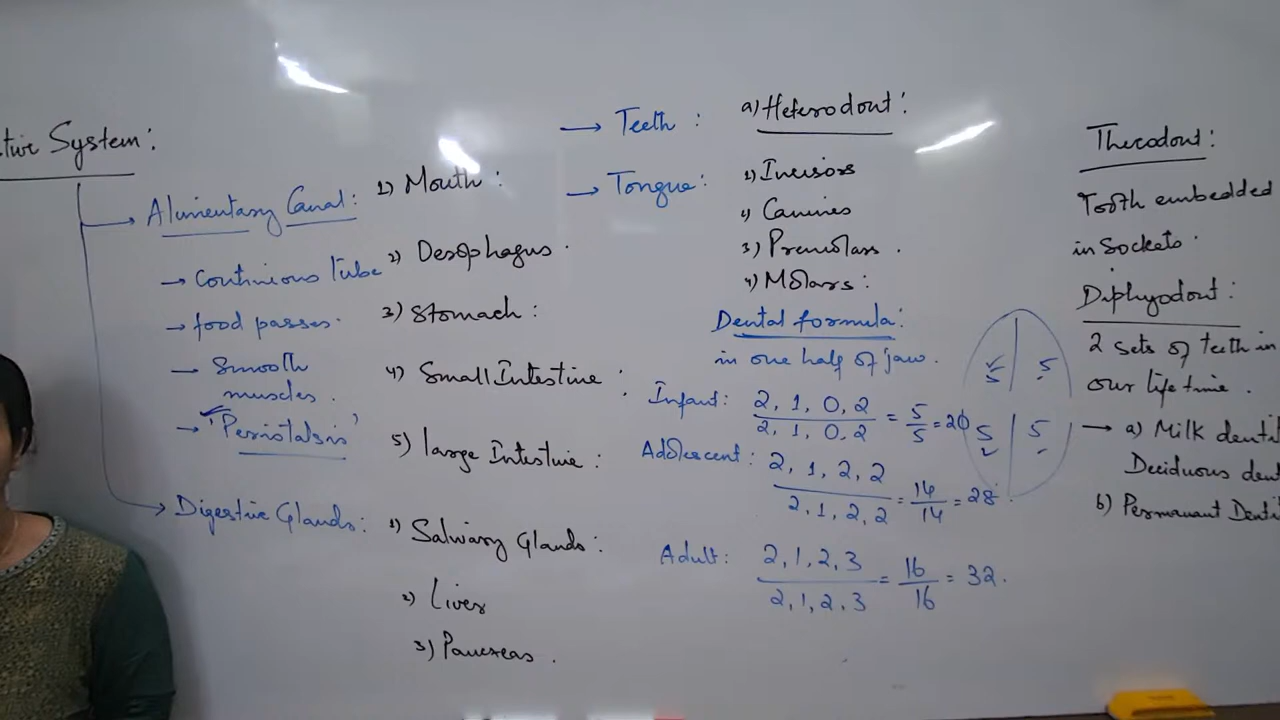 tive System:
Alimentary Canal:
→ Continious tube
→ food passes.
→ Smooth
muscles.
→ 'Peristalsis'
Digestive Glands:
1) Mouth:
2) Oesophagus.
3) Stomach:
4) Small Intestine:
5) large Intestine:
1) Salivary Glands:
2) Liver
3) Pancreas.
→ Teeth:
→ Tongue:
a) Heterodont:
1) Incisors
2) Canines
3) Premolars.
4) Molars:
Dental formula:
in one half of jaw.
Infant: 2, 1, 0, 2 / 2, 1, 0, 2 = 5/5 = 20
Adolescent: 2, 1, 2, 2 / 2, 1, 2, 2 = 14/14 = 28.
Adult: 2, 1, 2, 3 / 2, 1, 2, 3 = 16/16 = 32.
5 5
5 5
Thecodont:
Tooth embedded
in Sockets.
Diphyodont:
2 sets of teeth in
our life time.
→ a) Milk denti
Deciduous dent
b) Permanant Denti